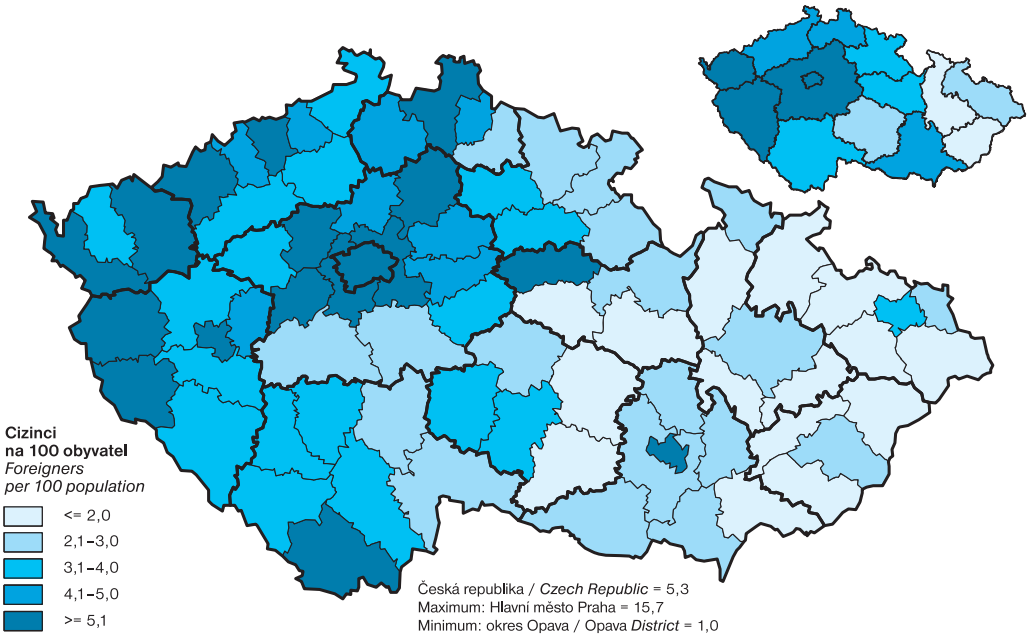 Cizinci
na 100 obyvatel
Foreigners
per 100 population
<= 2,0
2,1–3,0
3,1–4,0
4,1–5,0
>= 5,1
Česká republika / Czech Republic = 5,3
Maximum: Hlavní město Praha = 15,7
Minimum: okres Opava / Opava District = 1,0